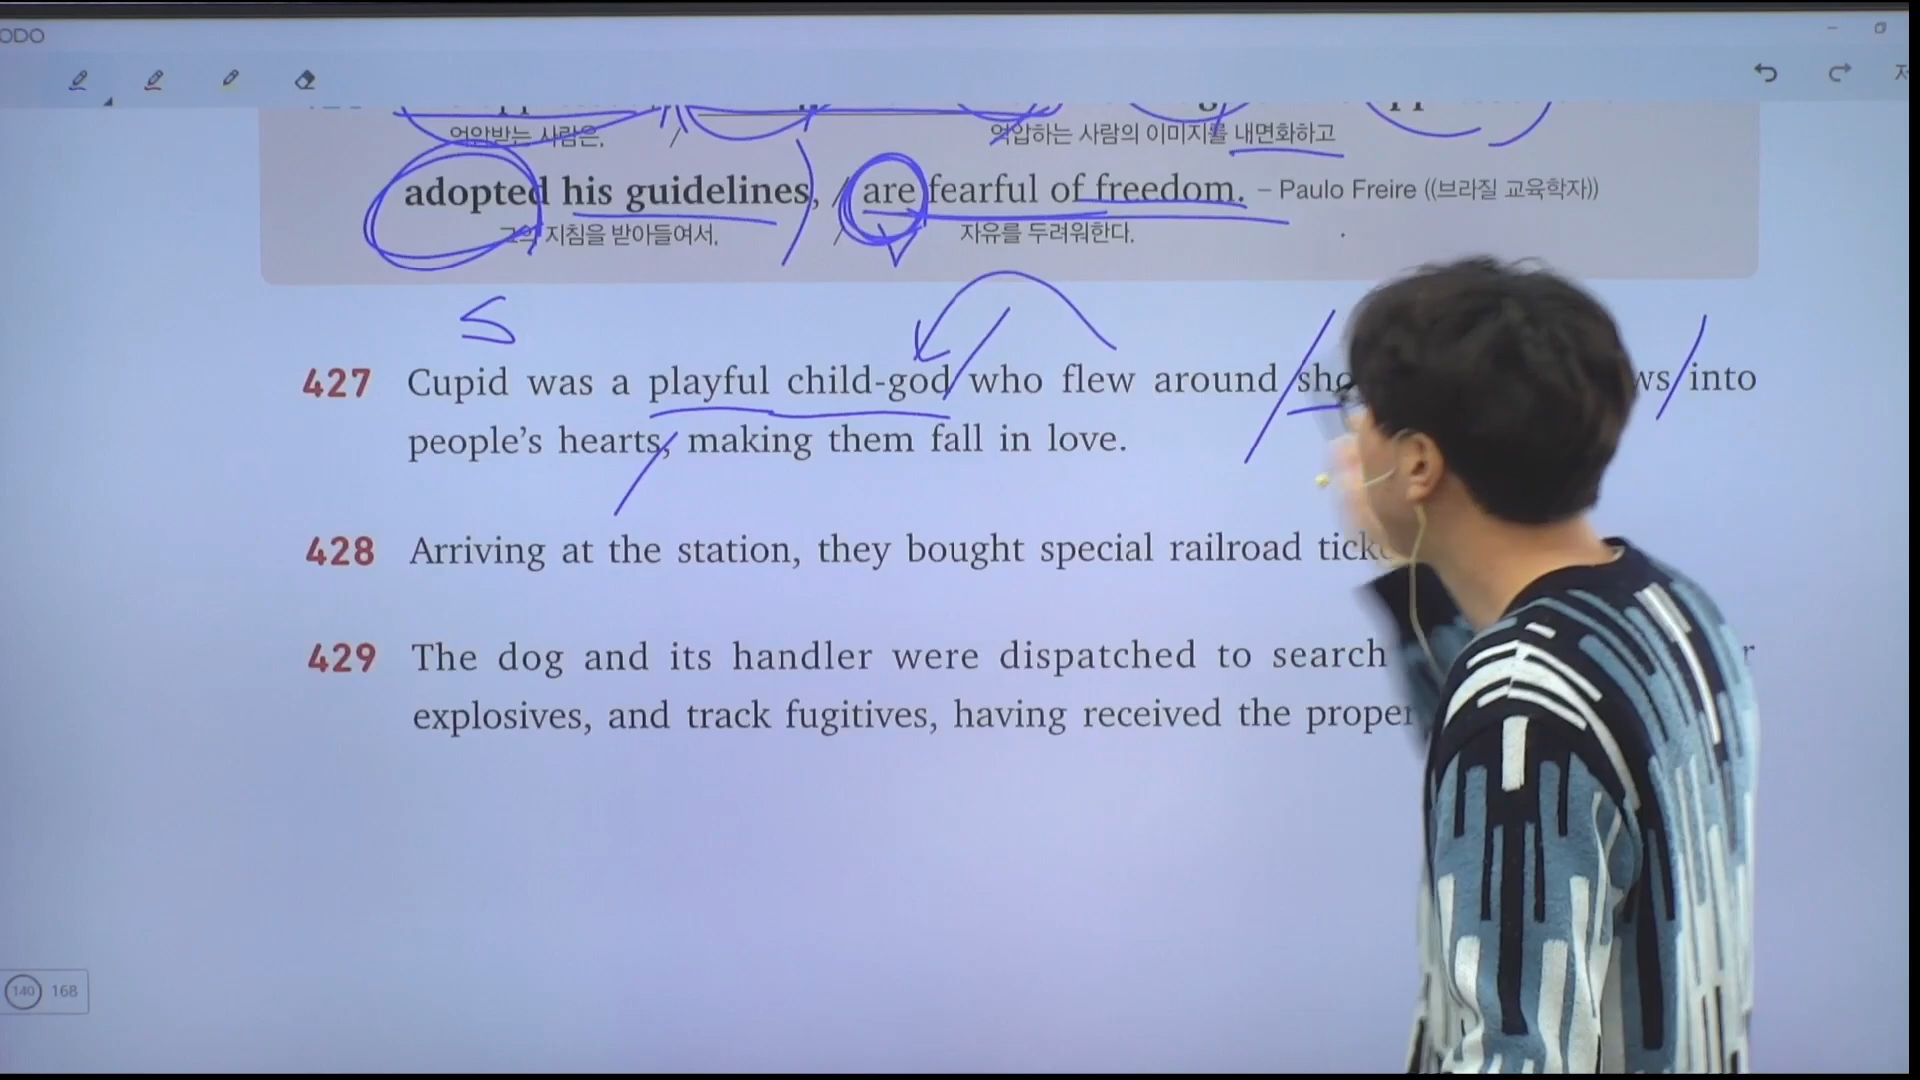 ODO
억압받는 사람은, / 억압하는 사람의 이미지를 내면화하고
adopted his guidelines, / are fearful of freedom. – Paulo Freire ((브라질 교육학자))
그의 지침을 받아들여서, / 자유를 두려워한다.
S
V
427 Cupid was a playful child-god who flew around into
people's hearts, making them fall in love.
428 Arriving at the station, they bought special railroad
429 The dog and its handler were dispatched to search
explosives, and track fugitives, having received the proper
140 168